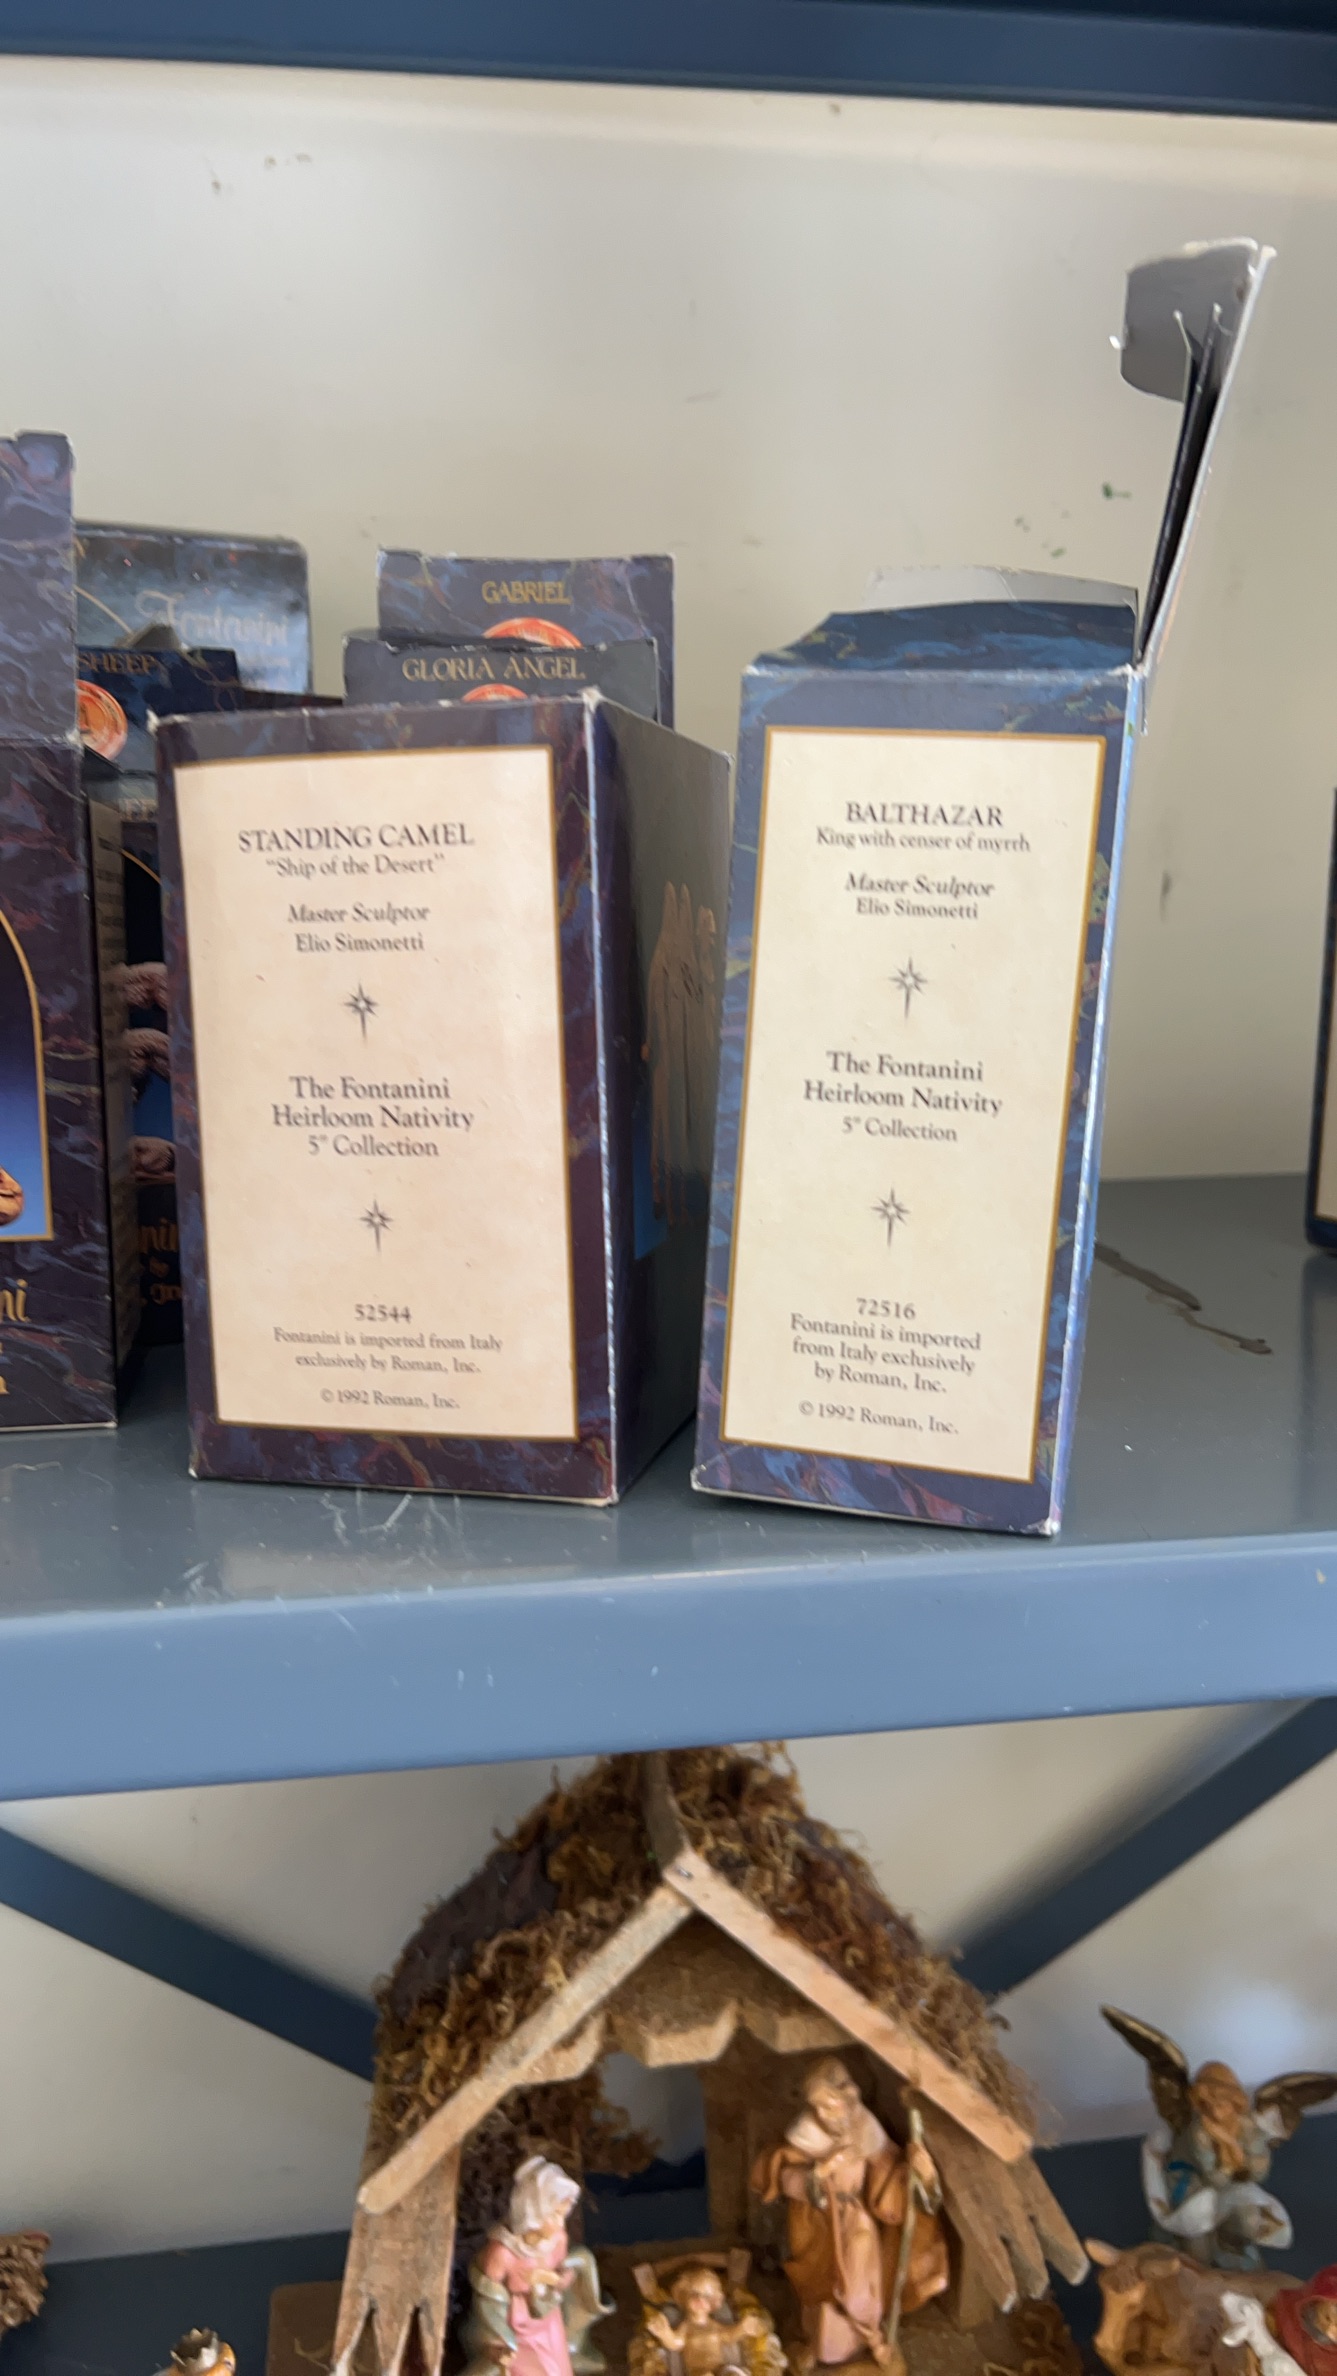 Fontanini
SHEEP
GABRIEL
GLORIA ANGEL
STANDING CAMEL
"Ship of the Desert"
Master Sculptor
Elio Simonetti
The Fontanini
Heirloom Nativity
5" Collection
52544
Fontanini is imported from Italy
exclusively by Roman, Inc.
© 1992 Roman, Inc.
BALTHAZAR
King with censer of myrrh
Master Sculptor
Elio Simonetti
The Fontanini
Heirloom Nativity
5" Collection
72516
Fontanini is imported
from Italy exclusively
by Roman, Inc.
© 1992 Roman, Inc.